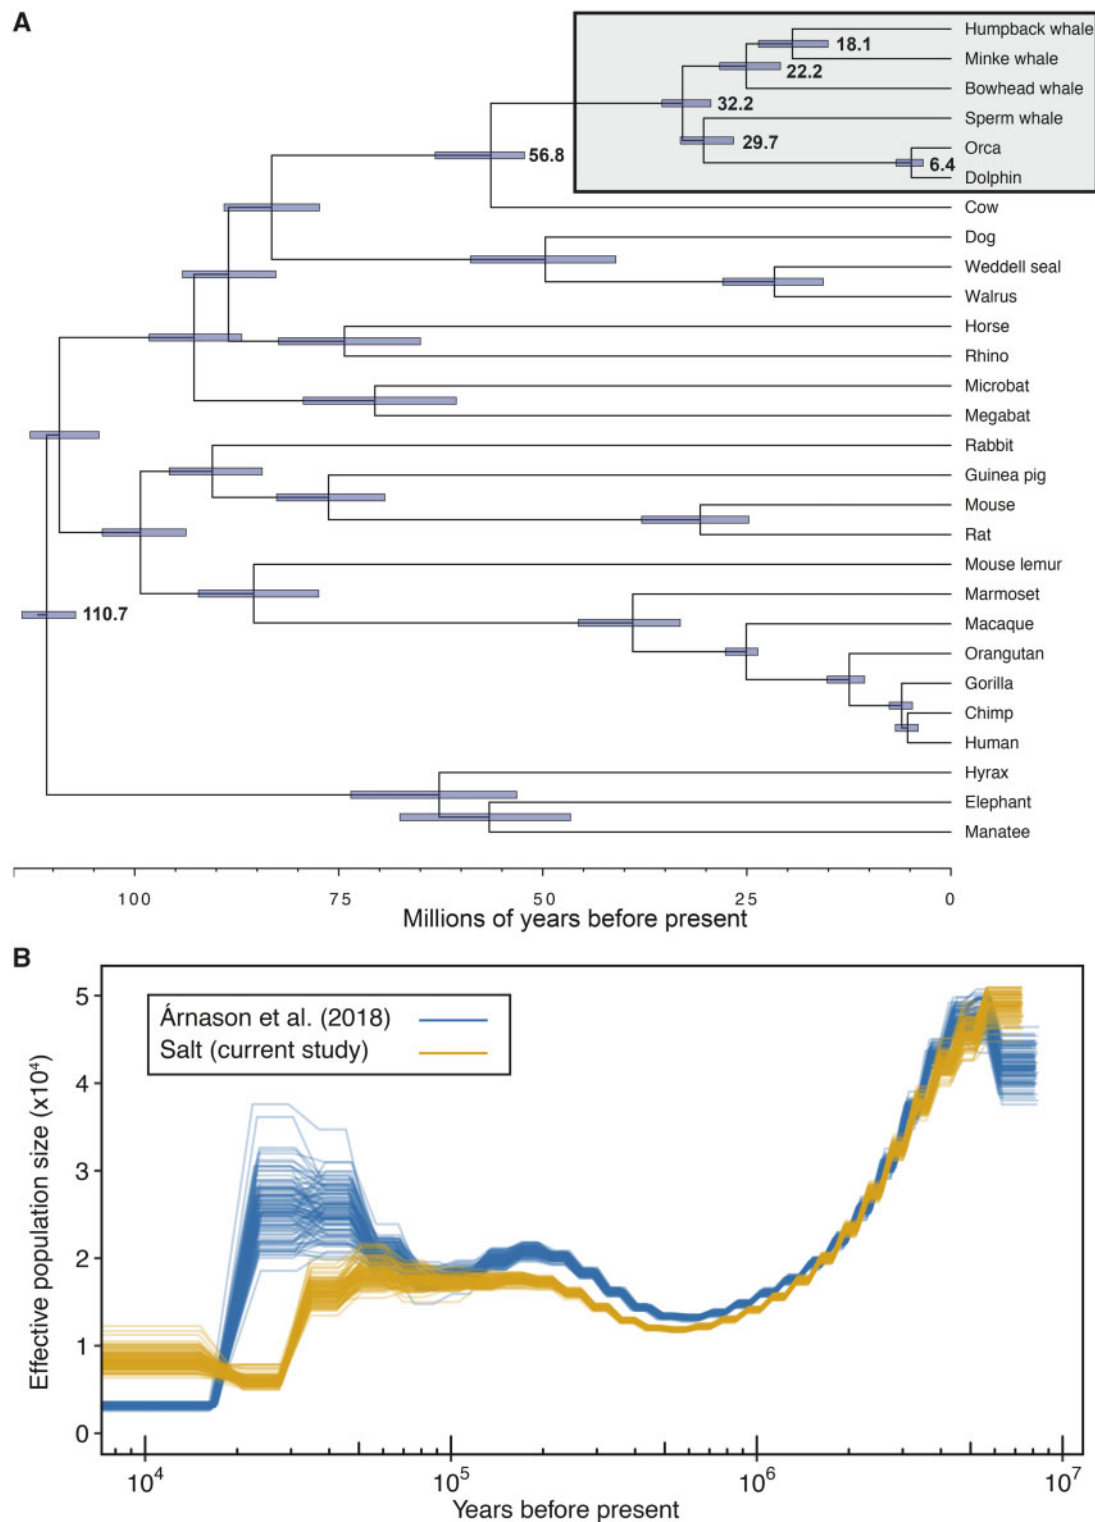 A
Humpback whale
18.1
Minke whale
22.2
Bowhead whale
32.2
Sperm whale
29.7
Orca
56.8
6.4
Dolphin
Cow
Dog
Weddell seal
Walrus
Horse
Rhino
Microbat
Megabat
Rabbit
Guinea pig
Mouse
Rat
Mouse lemur
Marmoset
110.7
Macaque
Orangutan
Gorilla
Chimp
Human
Hyrax
Elephant
Manatee
100 75 50 25 0
Millions of years before present
B
Effective population size (x10⁴)
5
4
3
2
1
0
Árnason et al. (2018)
Salt (current study)
10⁴ 10⁵ 10⁶ 10⁷
Years before present